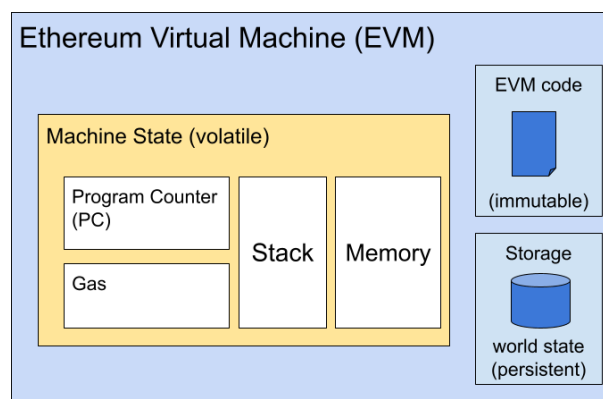 Ethereum Virtual Machine (EVM)
Machine State (volatile)
Program Counter
(PC)
Gas
Stack
Memory
EVM code
(immutable)
Storage
world state
(persistent)